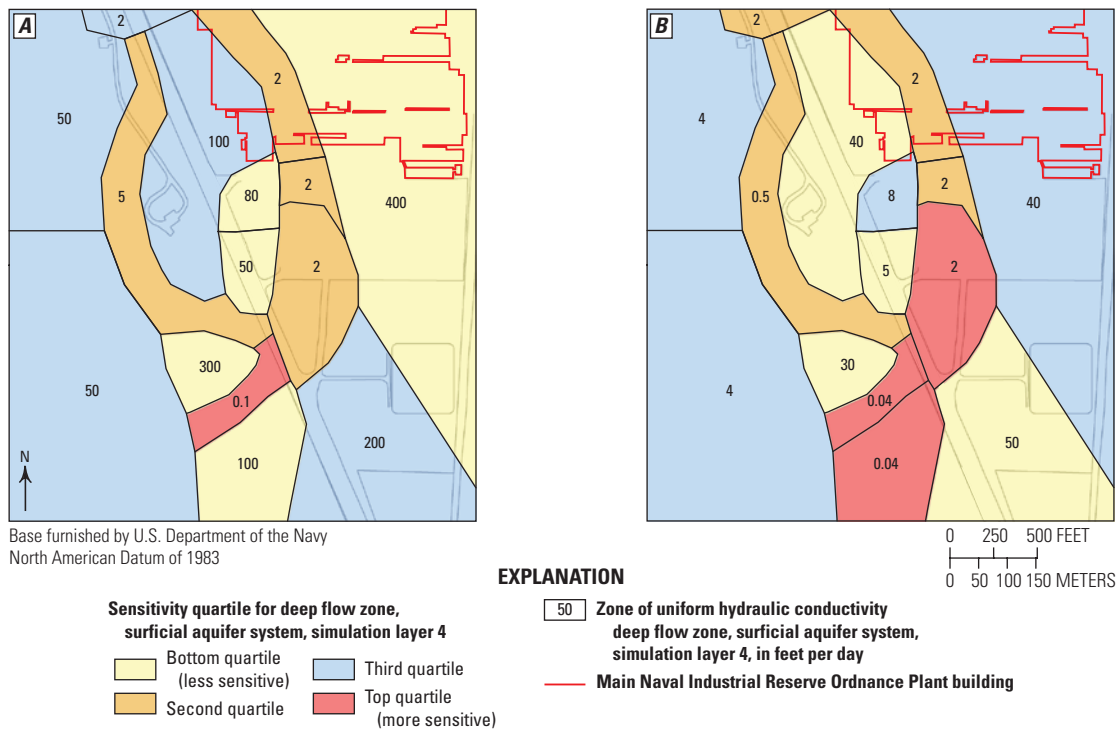 A
2
50
2
100
5
80
2
400
50
2
300
50
0.1
200
100
N
B
2
4
2
40
0.5
8
2
40
5
2
30
4
0.04
50
0.04
Base furnished by U.S. Department of the Navy
North American Datum of 1983
0 250 500 FEET
0 50 100 150 METERS
EXPLANATION
Sensitivity quartile for deep flow zone,
surficial aquifer system, simulation layer 4
Bottom quartile
(less sensitive)
Second quartile
Third quartile
Top quartile
(more sensitive)
50 Zone of uniform hydraulic conductivity
deep flow zone, surficial aquifer system,
simulation layer 4, in feet per day
Main Naval Industrial Reserve Ordnance Plant building